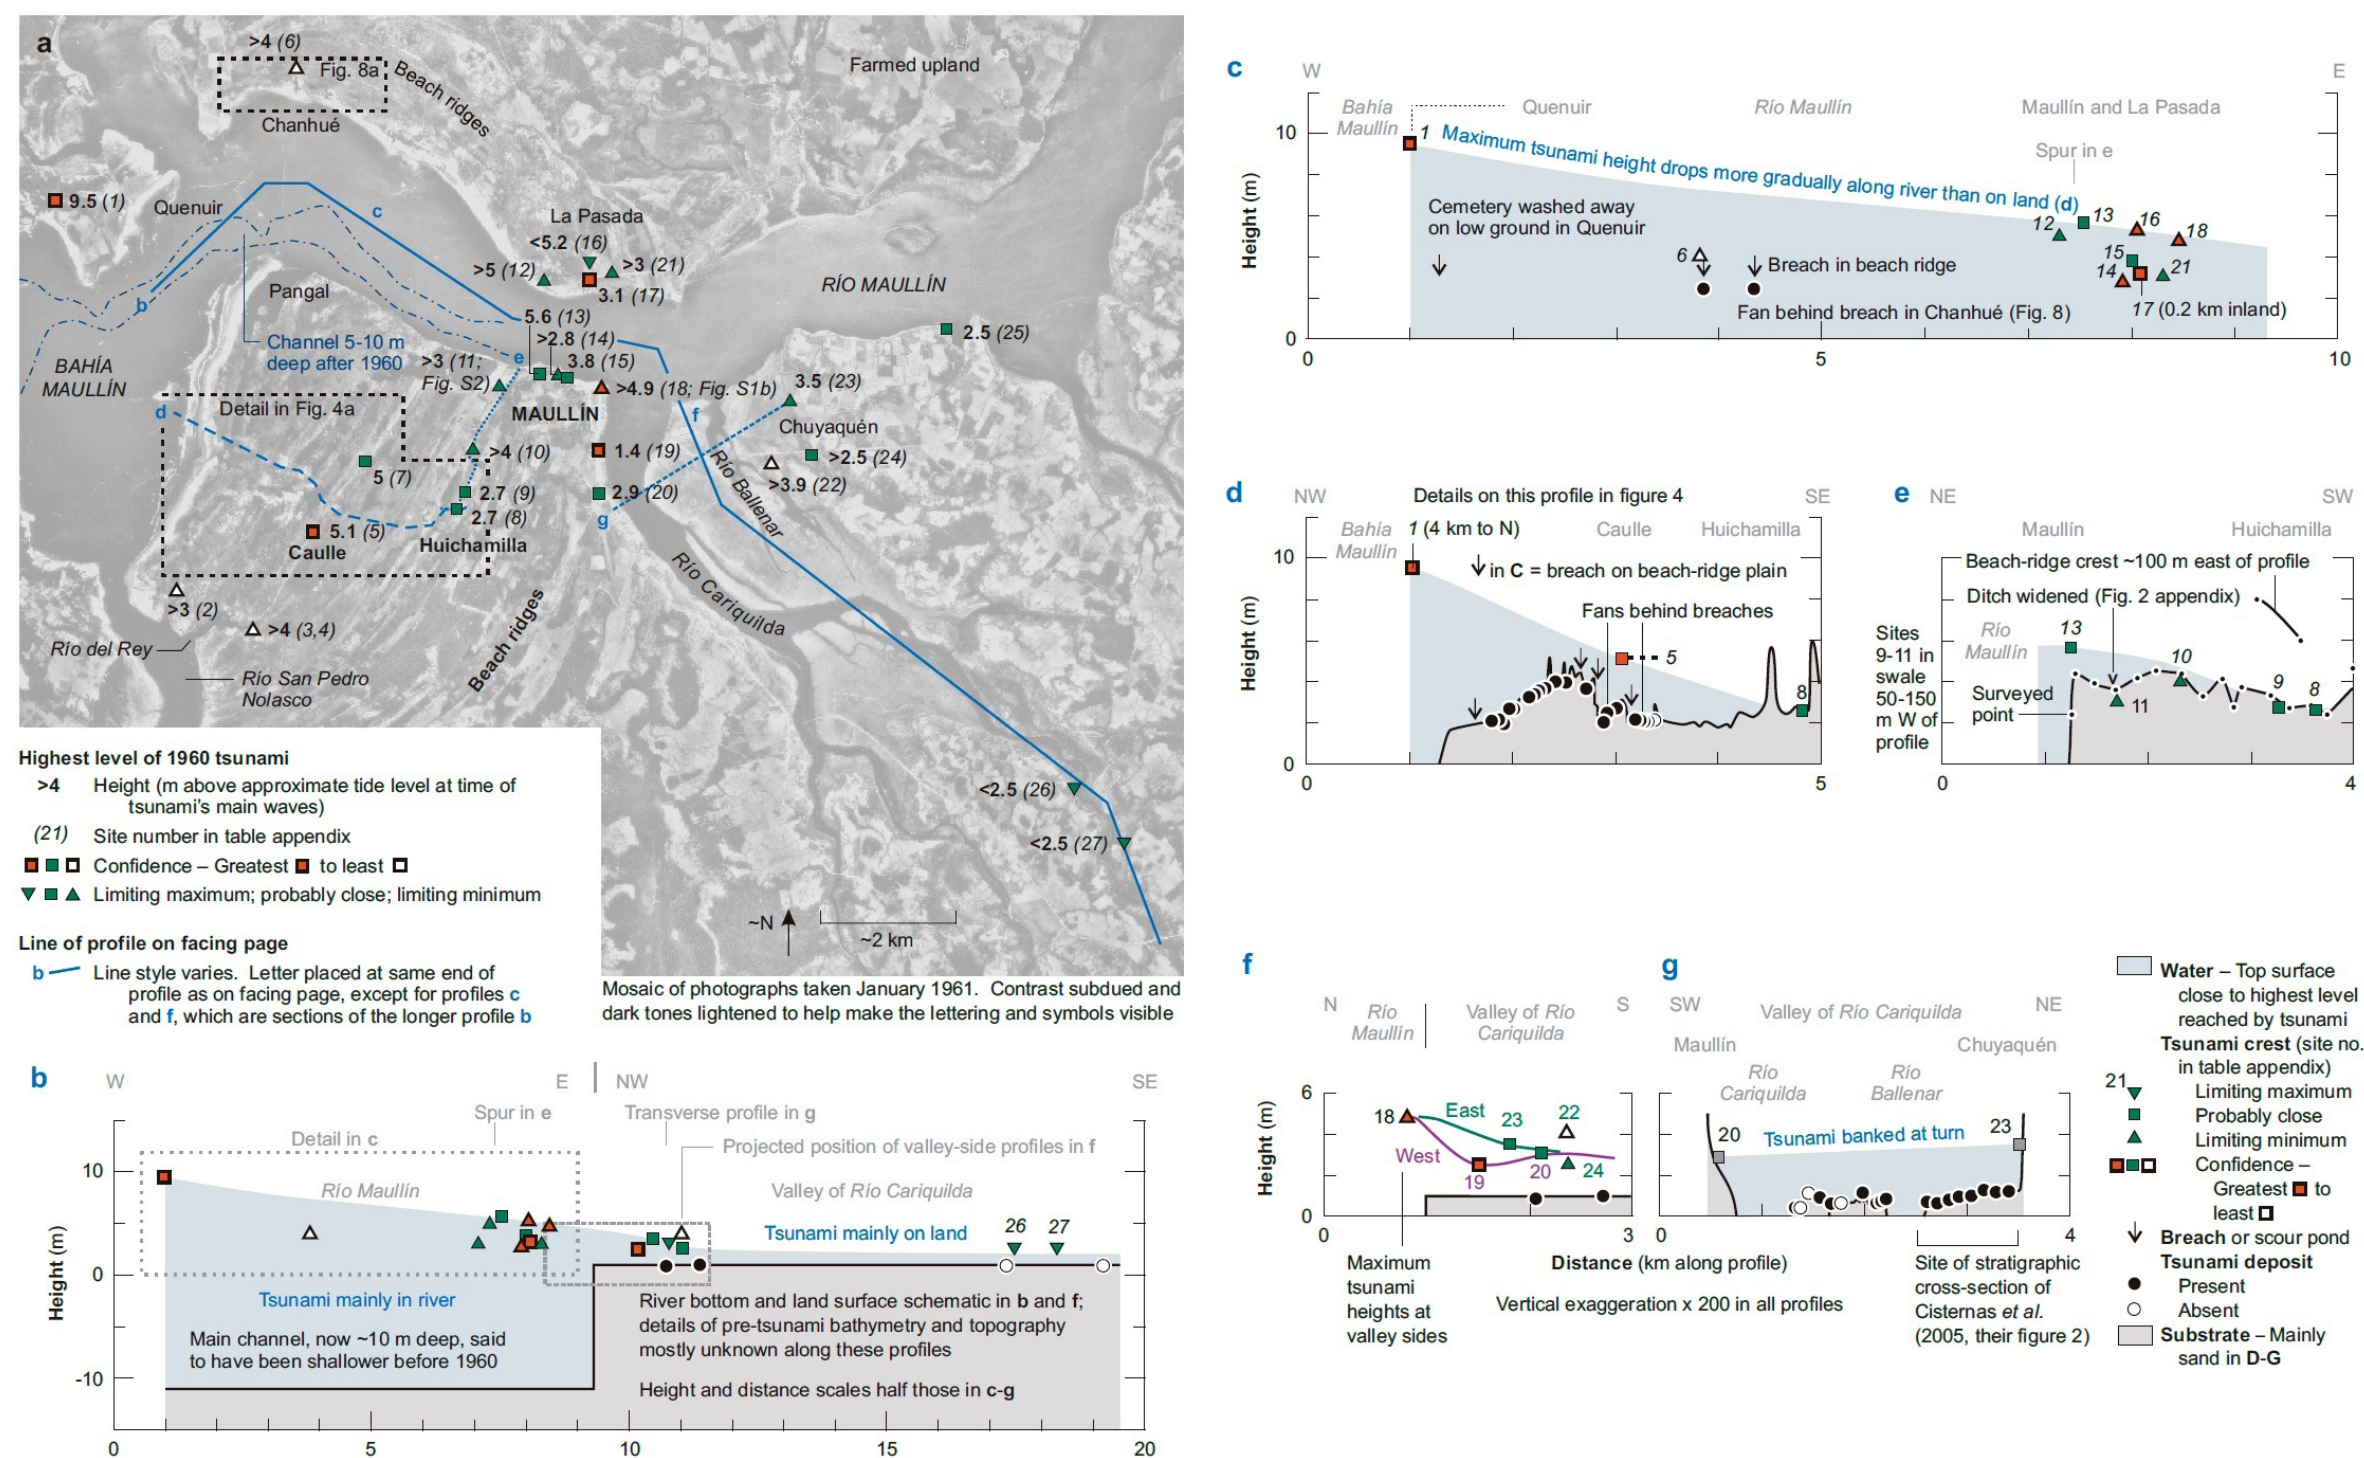 a
>4 (6)
Fig. 8a
Beach ridges
Chanhué
Farmed upland
9.5 (1)
Quenuir
c
La Pasada
<5.2 (16)
>5 (12)
>3 (21)
3.1 (17)
RÍO MAULLÍN
b
Pangal
5.6 (13)
>2.8 (14)
3.8 (15)
2.5 (25)
Channel 5-10 m
deep after 1960
BAHÍA
MAULLÍN
>3 (11;
Fig. S2)
e
>4.9 (18; Fig. S1b)
3.5 (23)
d
Detail in Fig. 4a
MAULLÍN
f
Chuyaquén
>4 (10)
1.4 (19)
>2.5 (24)
5 (7)
2.7 (9)
2.9 (20)
>3.9 (22)
Río Ballenar
2.7 (8)
g
5.1 (5)
Caulle
Huichamilla
>3 (2)
>4 (3,4)
Río Cariquilda
Río del Rey
Río San Pedro
Nolasco
Beach ridges
<2.5 (26)
<2.5 (27)
~N
~2 km
Highest level of 1960 tsunami
>4 Height (m above approximate tide level at time of
tsunami's main waves)
(21) Site number in table appendix
Confidence – Greatest to least
Limiting maximum; probably close; limiting minimum
Line of profile on facing page
b Line style varies. Letter placed at same end of
profile as on facing page, except for profiles c
and f, which are sections of the longer profile b
Mosaic of photographs taken January 1961. Contrast subdued and
dark tones lightened to help make the lettering and symbols visible
b
W E NW SE
Spur in e
Transverse profile in g
Detail in c
Projected position of valley-side profiles in f
10
Río Maullín
Valley of Río Cariquilda
Tsunami mainly on land
26 27
Height (m)
0
Tsunami mainly in river
Main channel, now ~10 m deep, said
to have been shallower before 1960
River bottom and land surface schematic in b and f;
details of pre-tsunami bathymetry and topography
mostly unknown along these profiles
Height and distance scales half those in c-g
-10
0 5 10 15 20
c
W E
Bahía
Maullín
Quenuir
Río Maullín
Maullín and La Pasada
10
1
Maximum tsunami height drops more gradually along river than on land (d)
Spur in e
Height (m)
Cemetery washed away
on low ground in Quenuir
12 13 16 18
6
Breach in beach ridge
15
14 21
Fan behind breach in Chanhué (Fig. 8)
17 (0.2 km inland)
0
0 5 10
d
NW SE
Details on this profile in figure 4
Bahía
Maullín
1 (4 km to N)
Caulle
Huichamilla
10
in C = breach on beach-ridge plain
Fans behind breaches
Height (m)
5
8
0
0 5
e
NE SW
Maullín
Huichamilla
Beach-ridge crest ~100 m east of profile
Ditch widened (Fig. 2 appendix)
Río
Maullín
13
Sites
9-11 in
swale
50-150
m W of
profile
10
Surveyed
point
11
9 8
0 4
f
N S
Río
Maullín
Valley of Río
Cariquilda
6
Height (m)
18
East
23
22
West
19
20
24
0
0 3
Maximum
tsunami
heights at
valley sides
Distance (km along profile)
Vertical exaggeration x 200 in all profiles
g
SW NE
Valley of Río Cariquilda
Maullín
Chuyaquén
Río
Cariquilda
Río
Ballenar
6
20
Tsunami banked at turn
23
0
0 4
Site of stratigraphic
cross-section of
Cisternas et al.
(2005, their figure 2)
Water – Top surface
close to highest level
reached by tsunami
Tsunami crest (site no.
in table appendix)
21
Limiting maximum
Probably close
Limiting minimum
Confidence –
Greatest to
least
Breach or scour pond
Tsunami deposit
Present
Absent
Substrate – Mainly
sand in D-G